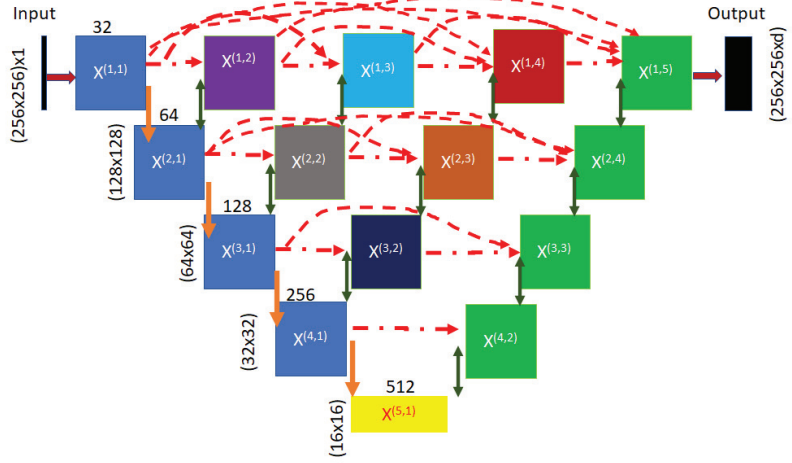 Input
Output
32
(256x256)x1
X(1,1)
X(1,2)
X(1,3)
X(1,4)
X(1,5)
(256x256xd)
64
(128x128)
X(2,1)
X(2,2)
X(2,3)
X(2,4)
128
(64x64)
X(3,1)
X(3,2)
X(3,3)
256
(32x32)
X(4,1)
X(4,2)
512
(16x16)
X(5,1)